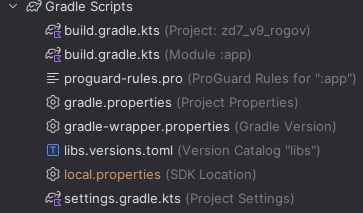 Gradle Scripts
build.gradle.kts (Project: zd7_v9_rogov)
build.gradle.kts (Module :app)
proguard-rules.pro (ProGuard Rules for ":app")
gradle.properties (Project Properties)
gradle-wrapper.properties (Gradle Version)
libs.versions.toml (Version Catalog "libs")
local.properties (SDK Location)
settings.gradle.kts (Project Settings)